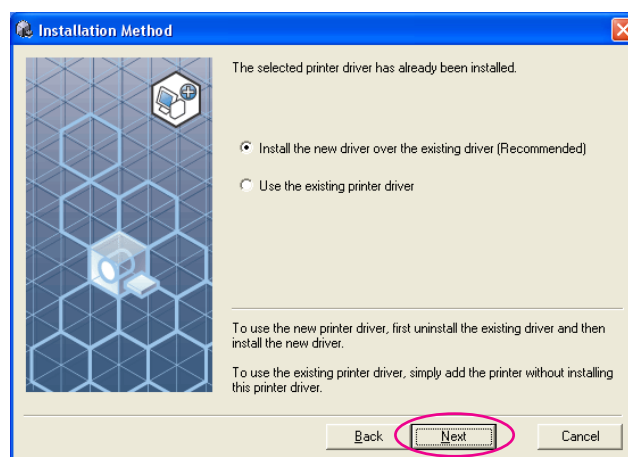 Installation Method
The selected printer driver has already been installed.
Install the new driver over the existing driver (Recommended)
Use the existing printer driver
To use the new printer driver, first uninstall the existing driver and then
install the new driver.
To use the existing printer driver, simply add the printer without installing
this printer driver.
Back Next Cancel